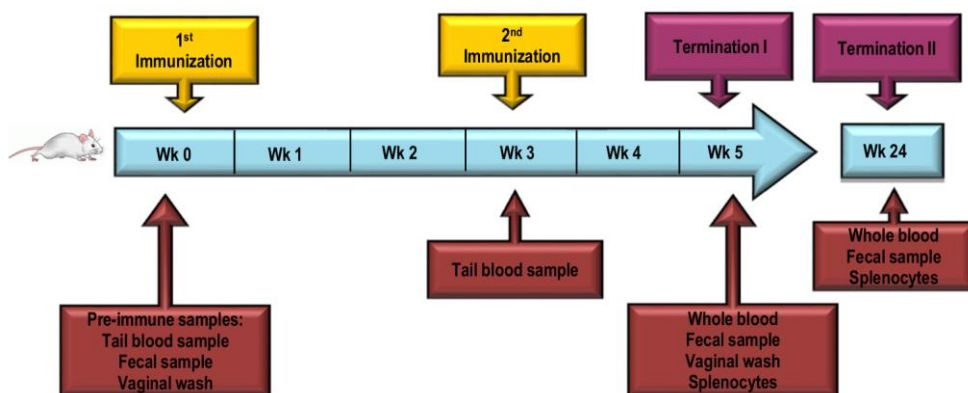 1st
Immunization
2nd
Immunization
Termination I
Termination II
Wk 0
Wk 1
Wk 2
Wk 3
Wk 4
Wk 5
Wk 24
Pre-immune samples:
Tail blood sample
Fecal sample
Vaginal wash
Tail blood sample
Whole blood
Fecal sample
Vaginal wash
Splenocytes
Whole blood
Fecal sample
Splenocytes